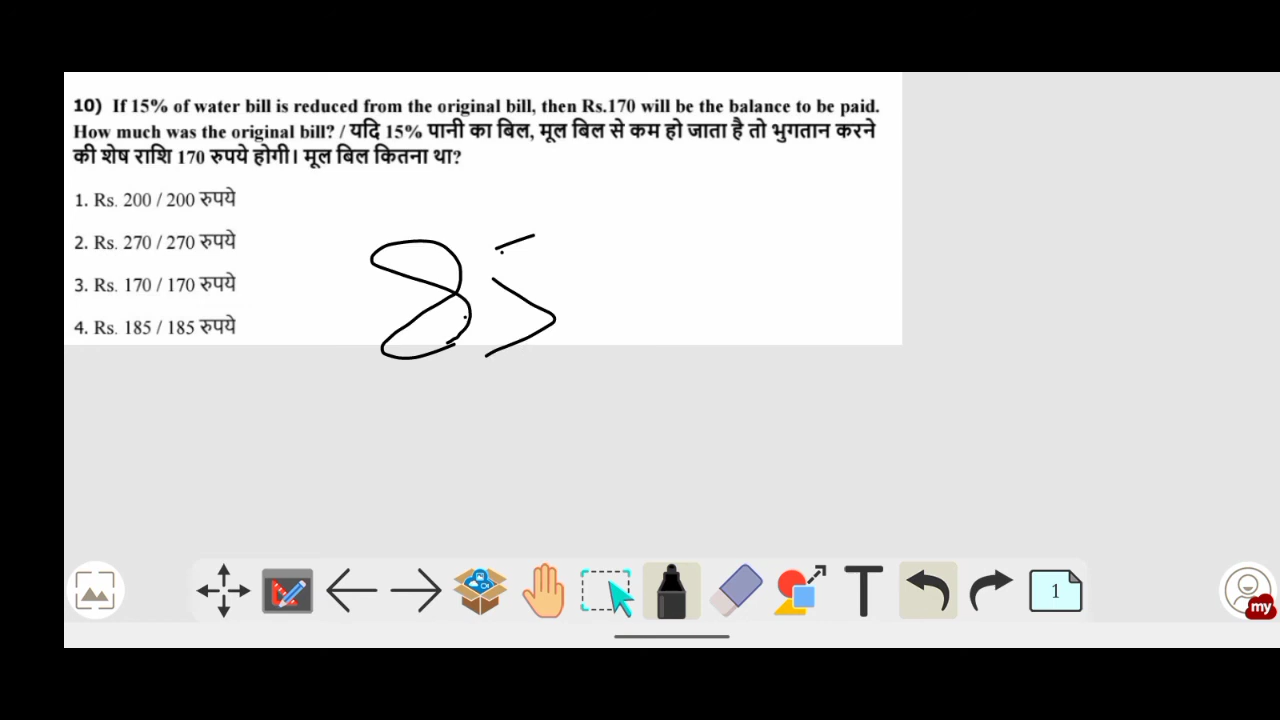 10) If 15% of water bill is reduced from the original bill, then Rs.170 will be the balance to be paid.
How much was the original bill? / यदि 15% पानी का बिल, मूल बिल से कम हो जाता है तो भुगतान करने
की शेष राशि 170 रुपये होगी। मूल बिल कितना था?
1. Rs. 200 / 200 रुपये
2. Rs. 270 / 270 रुपये
3. Rs. 170 / 170 रुपये
4. Rs. 185 / 185 रुपये
85
T
1
my